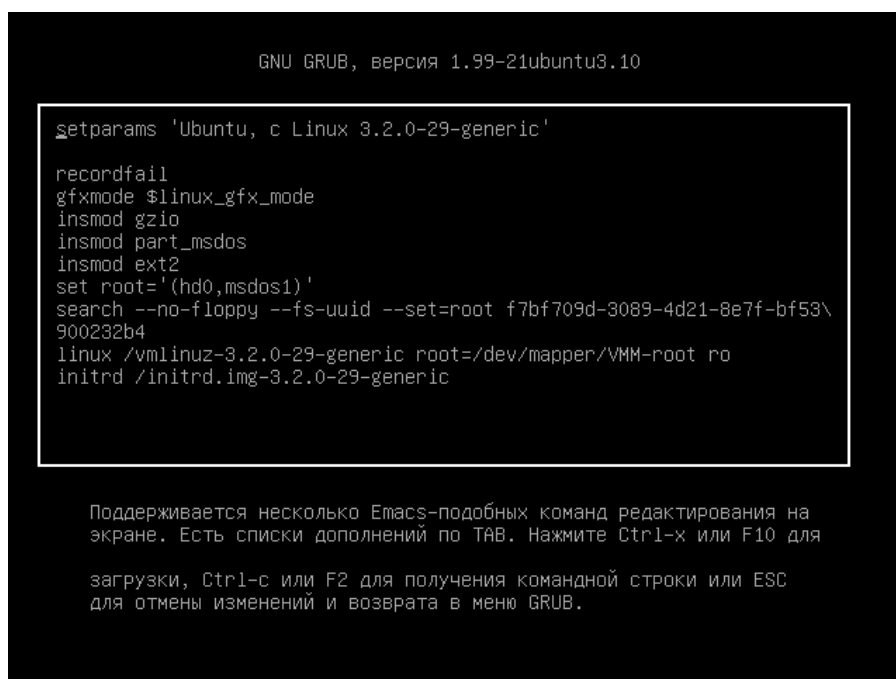 GNU GRUB, версия 1.99-21ubuntu3.10
setparams 'Ubuntu, с Linux 3.2.0-29-generic'
recordfail
gfxmode $linux_gfx_mode
insmod gzio
insmod part_msdos
insmod ext2
set root='(hd0,msdos1)'
search --no-floppy --fs-uuid --set=root f7bf709d-3089-4d21-8e7f-bf53\
900232b4
linux /vmlinuz-3.2.0-29-generic root=/dev/mapper/VMM-root ro
initrd /initrd.img-3.2.0-29-generic
Поддерживается несколько Emacs-подобных команд редактирования на
экране. Есть списки дополнений по TAB. Нажмите Ctrl-x или F10 для
загрузки, Ctrl-c или F2 для получения командной строки или ESC
для отмены изменений и возврата в меню GRUB.